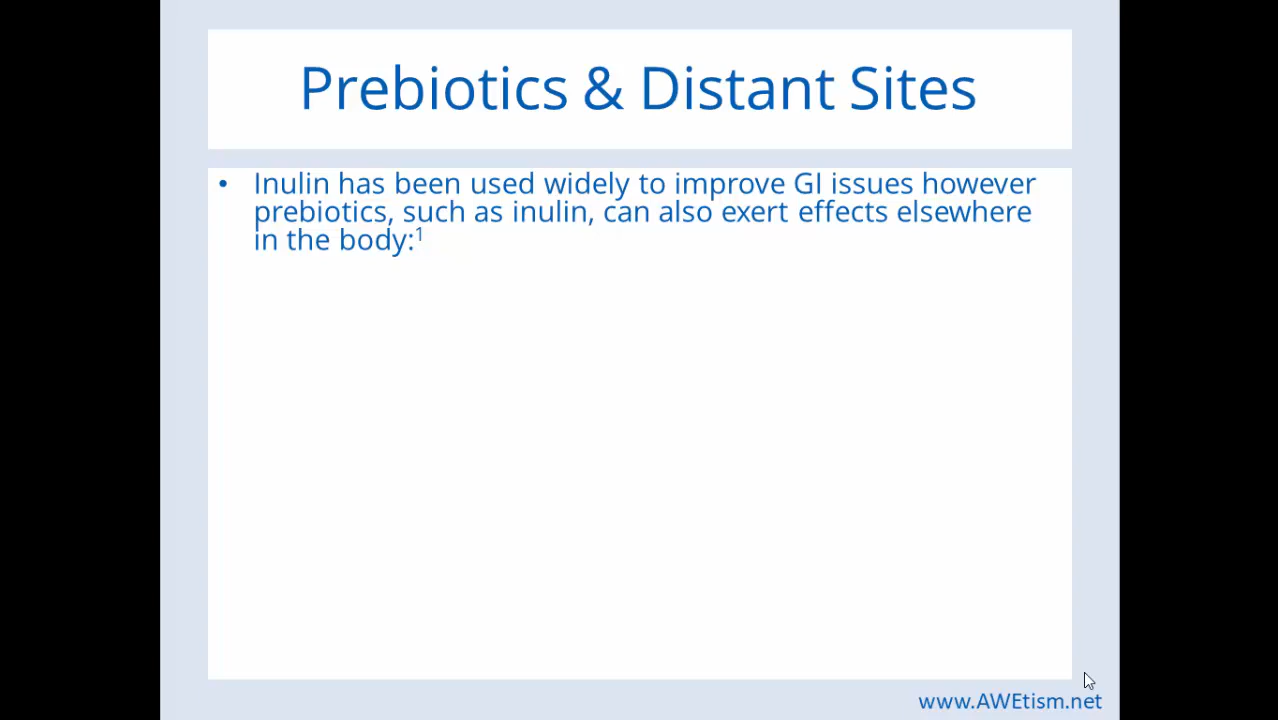 Prebiotics & Distant Sites
• Inulin has been used widely to improve GI issues however
prebiotics, such as inulin, can also exert effects elsewhere
in the body:¹
www.AWEtism.net